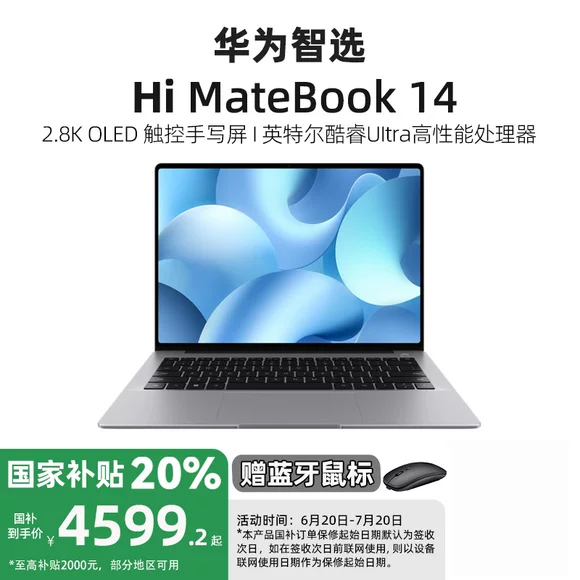 华为智选
Hi MateBook 14
2.8K OLED 触控手写屏 I 英特尔酷睿Ultra高性能处理器
国家补贴 20%
赠蓝牙鼠标
国补
到手价 ¥4599.2起
*至高补贴2000元，部分地区可用
活动时间：6月20日-7月20日
*本产品国补订单保修起始日期默认为签收
次日，如在签收次日前联网使用，则以设备
联网使用日期作为保修起始日期。